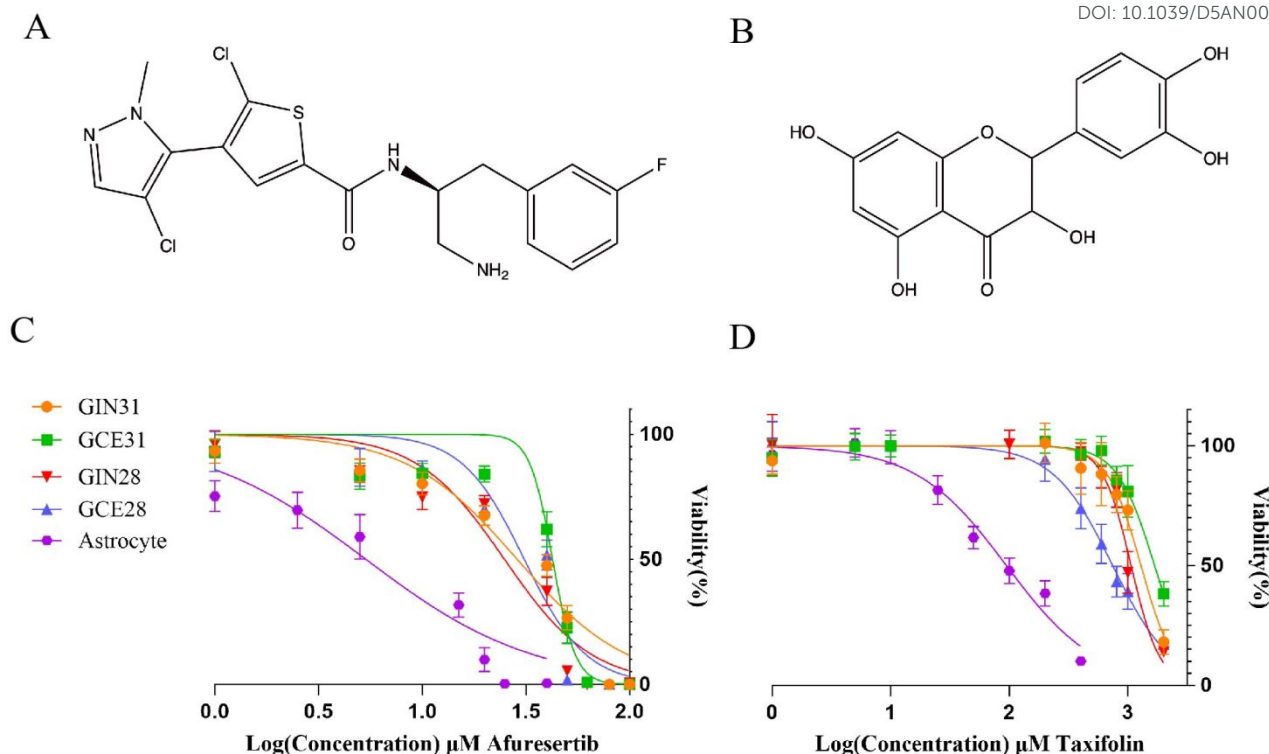 DOI: 10.1039/D5AN00
A
B
Cl
S
N
N
Cl
H
N
O
NH2
F
HO
O
OH
OH
OH
OH
O
C
D
GIN31
GCE31
GIN28
GCE28
Astrocyte
100
50
0
Viability(%)
0.0 0.5 1.0 1.5 2.0
Log(Concentration) μM Afuresertib
100
50
0
Viability(%)
0 1 2 3
Log(Concentration) μM Taxifolin